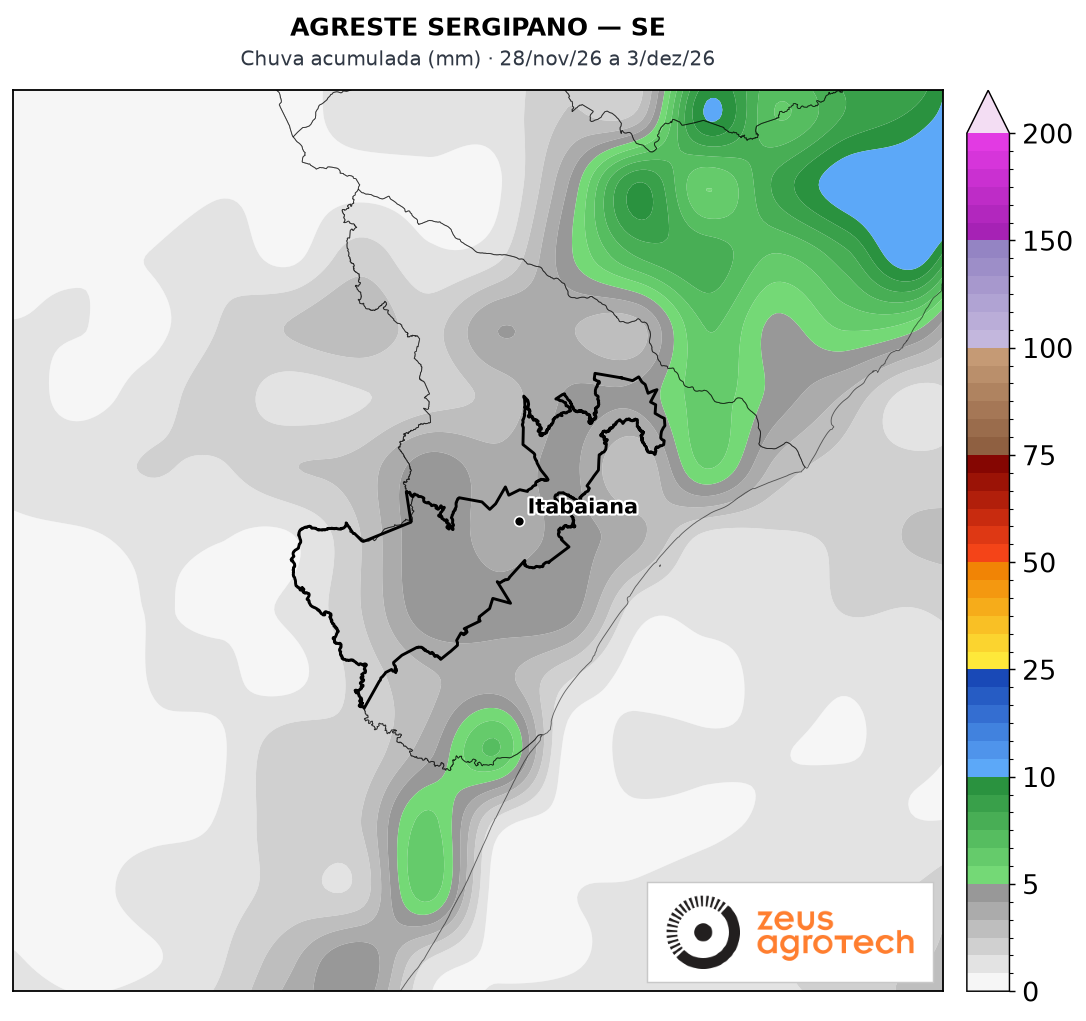 AGRESTE SERGIPANO — SE
Chuva acumulada (mm) · 28/nov/26 a 3/dez/26
200
150
100
75
50
25
10
5
0
Itabaiana
zeus
agrotech